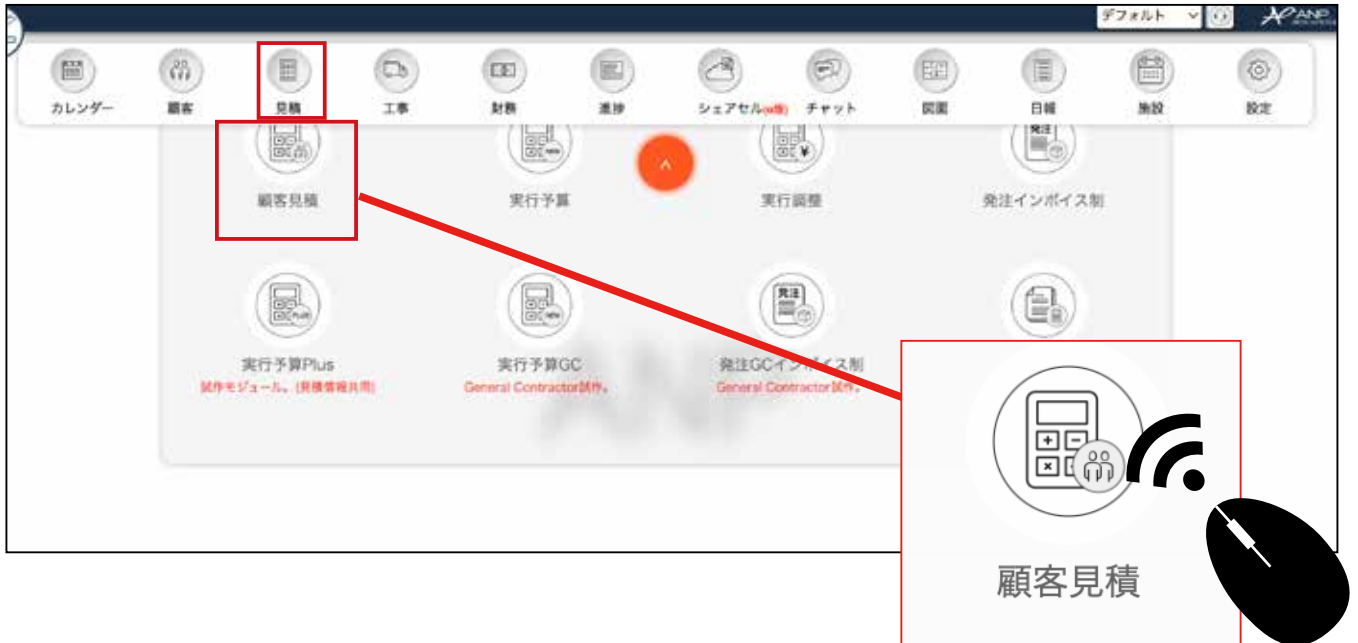 デフォルト
ANP
カレンダー
顧客
見積
工事
財務
進捗
シェアセル(α版)
チャット
図面
日報
施設
設定
顧客見積
実行予算
実行調整
発注
発注インボイス制
実行予算Plus
試作モジュール。(見積情報共用)
実行予算GC
General Contractor試作。
発注
発注GCインボイス制
General Contractor試作。
顧客見積